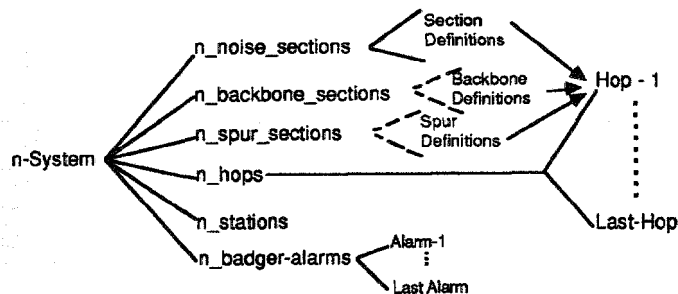 Section
Definitions
n_noise_sections
Hop - 1
Backbone
Definitions
n_backbone_sections
Spur
Definitions
n_spur_sections
n-System
n_hops
n_stations
Last-Hop
Alarm-1
n_badger-alarms
Last Alarm